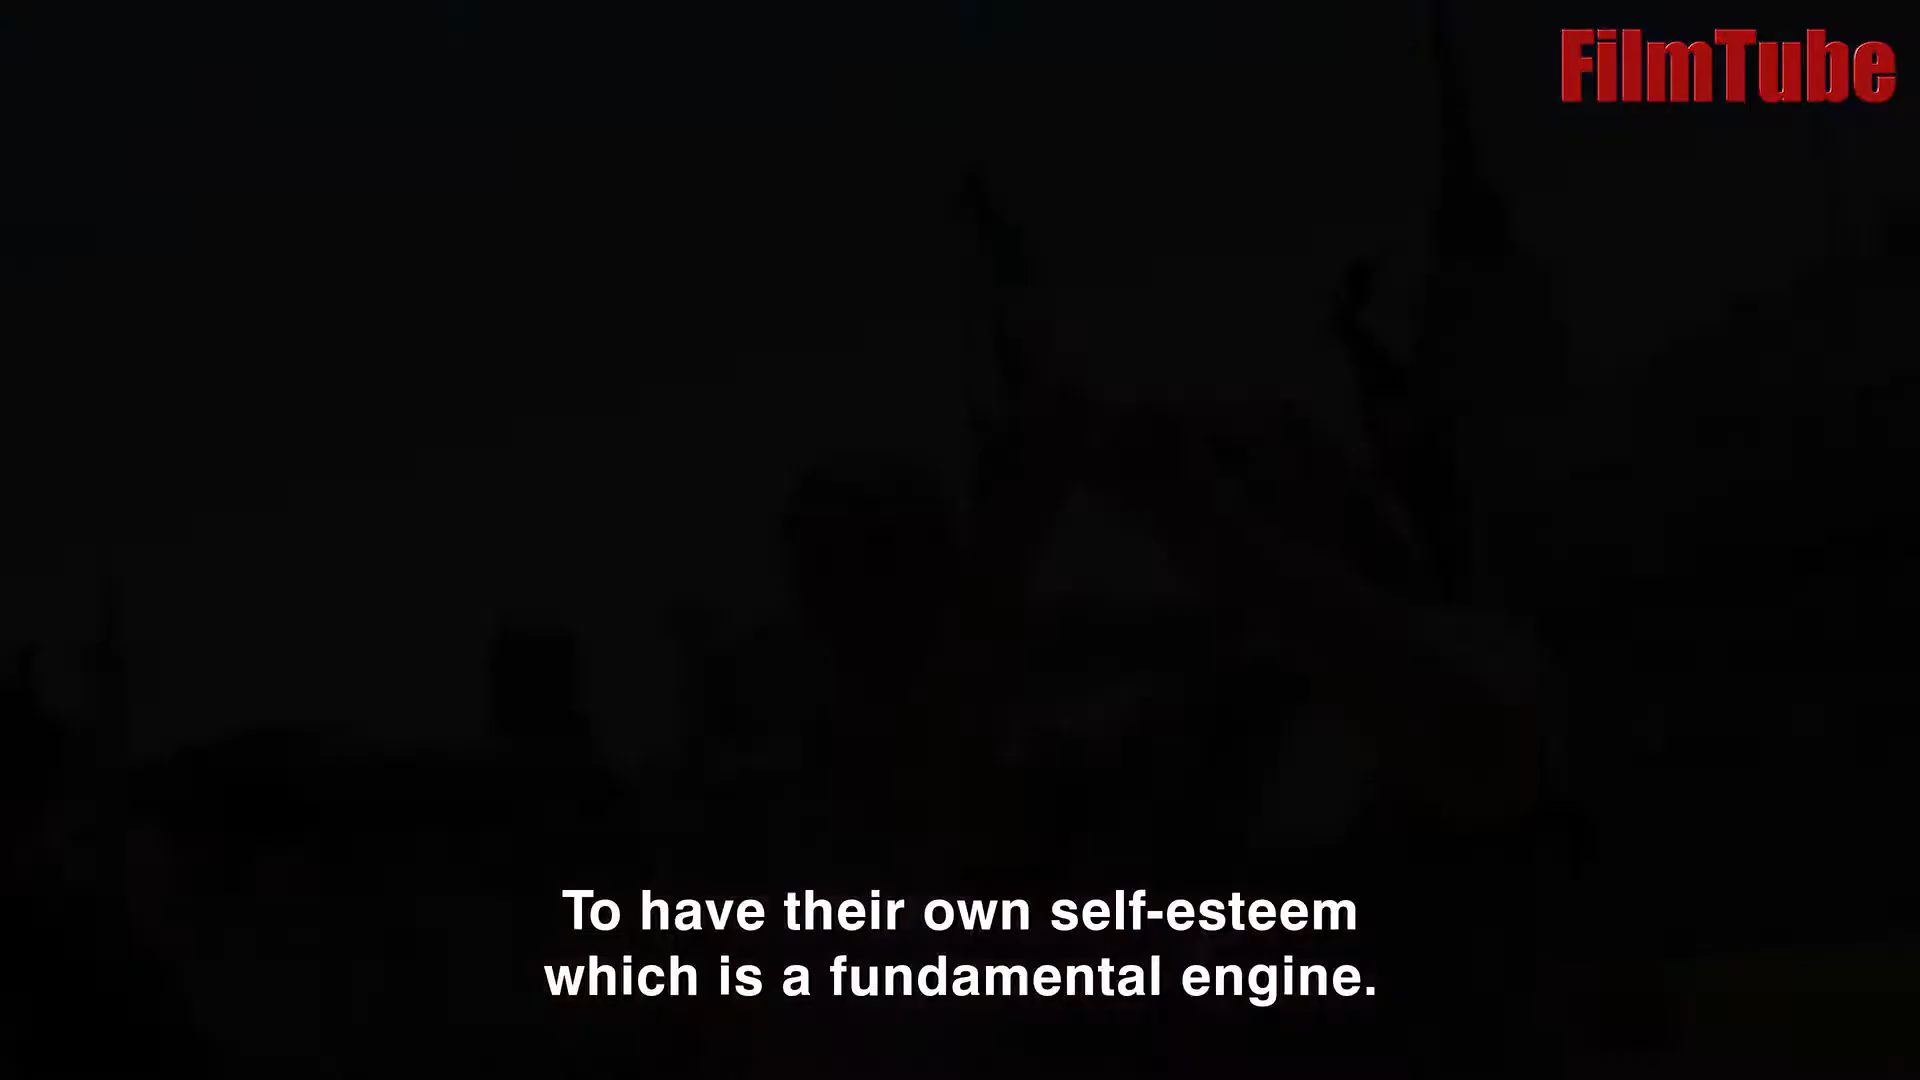 FilmTube
To have their own self-esteem
which is a fundamental engine.